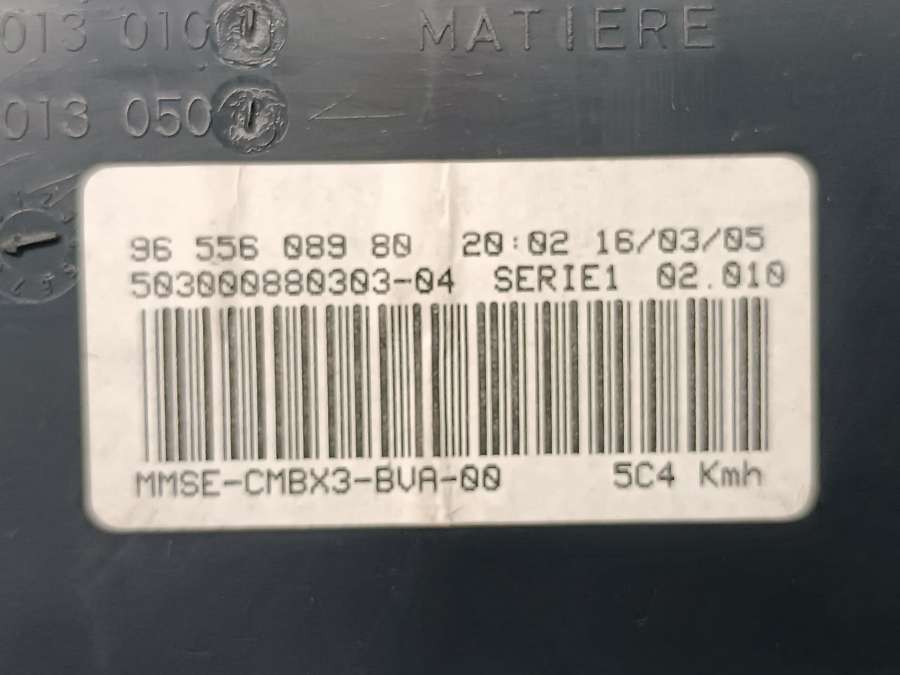 013 010
MATIERE
013 050
96 556 089 80 20:02 16/03/05
503000880303-04 SERIE1 02.010
MMSE-CMBX3-BVA-00 5C4 Kmh